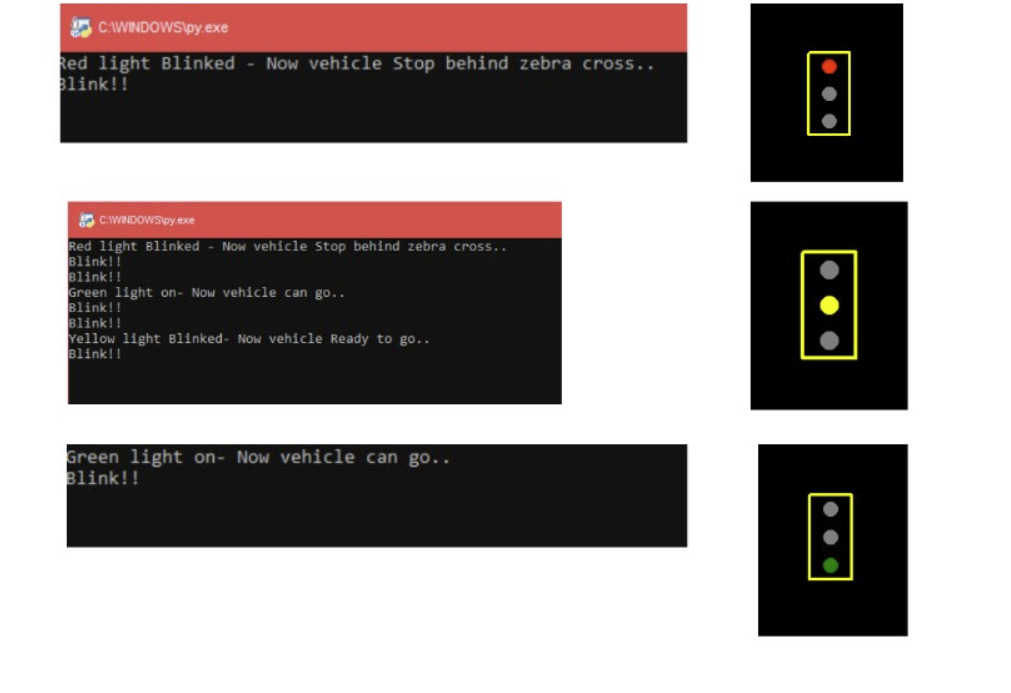 C:\WINDOWS\py.exe
Red light Blinked - Now vehicle Stop behind zebra cross..
Blink!!
C:\WINDOWS\py.exe
Red light Blinked - Now vehicle Stop behind zebra cross..
Blink!!
Blink!!
Green light on- Now vehicle can go..
Blink!!
Blink!!
Yellow light Blinked- Now vehicle Ready to go..
Blink!!
Green light on- Now vehicle can go..
Blink!!